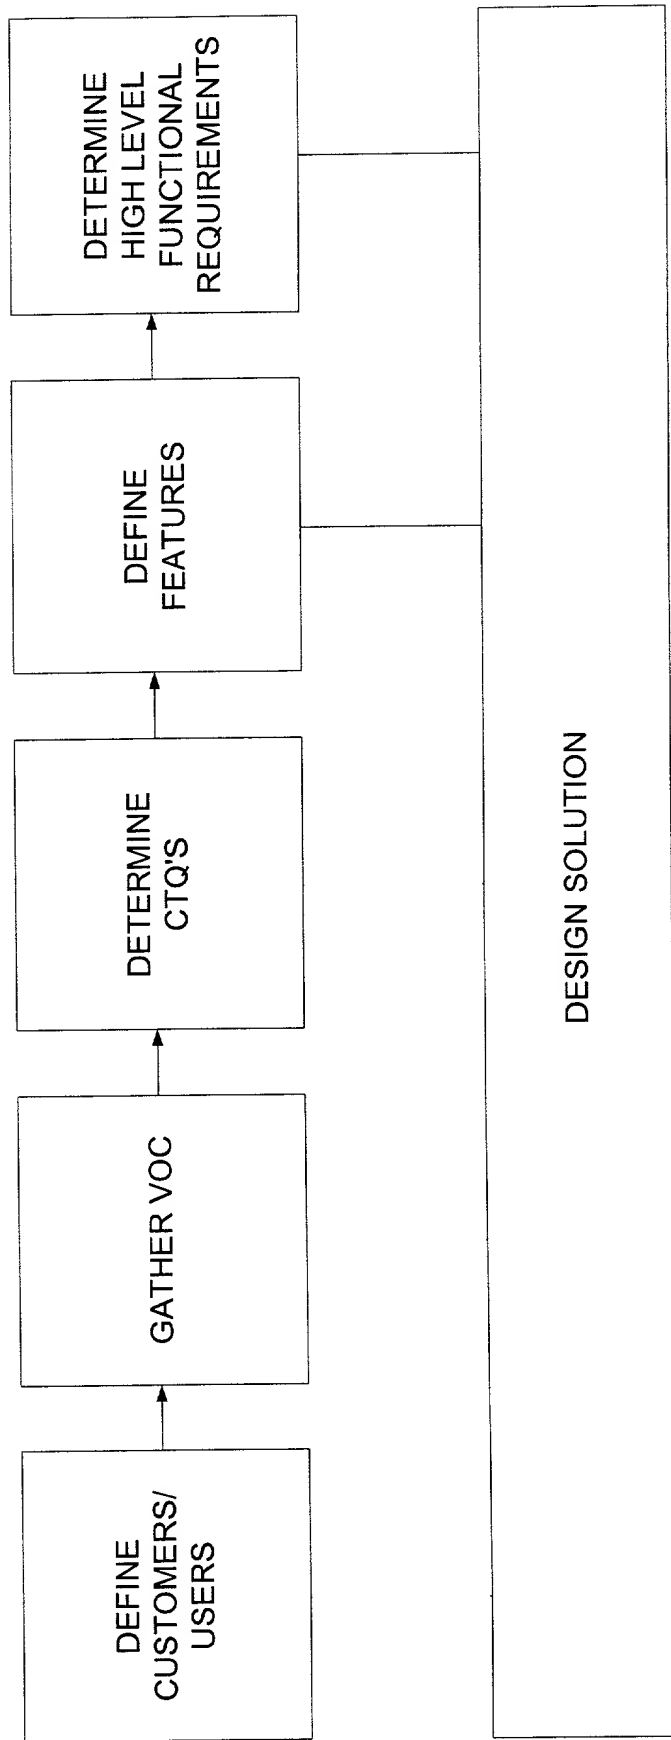 DEFINE
CUSTOMERS/
USERS
GATHER VOC
DETERMINE
CTQ'S
DEFINE
FEATURES
DETERMINE
HIGH LEVEL
FUNCTIONAL
REQUIREMENTS
DESIGN SOLUTION